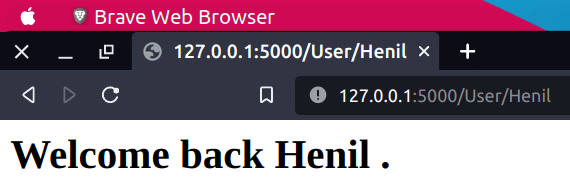 Brave Web Browser
127.0.0.1:5000/User/Henil
127.0.0.1:5000/User/Henil
Welcome back Henil .